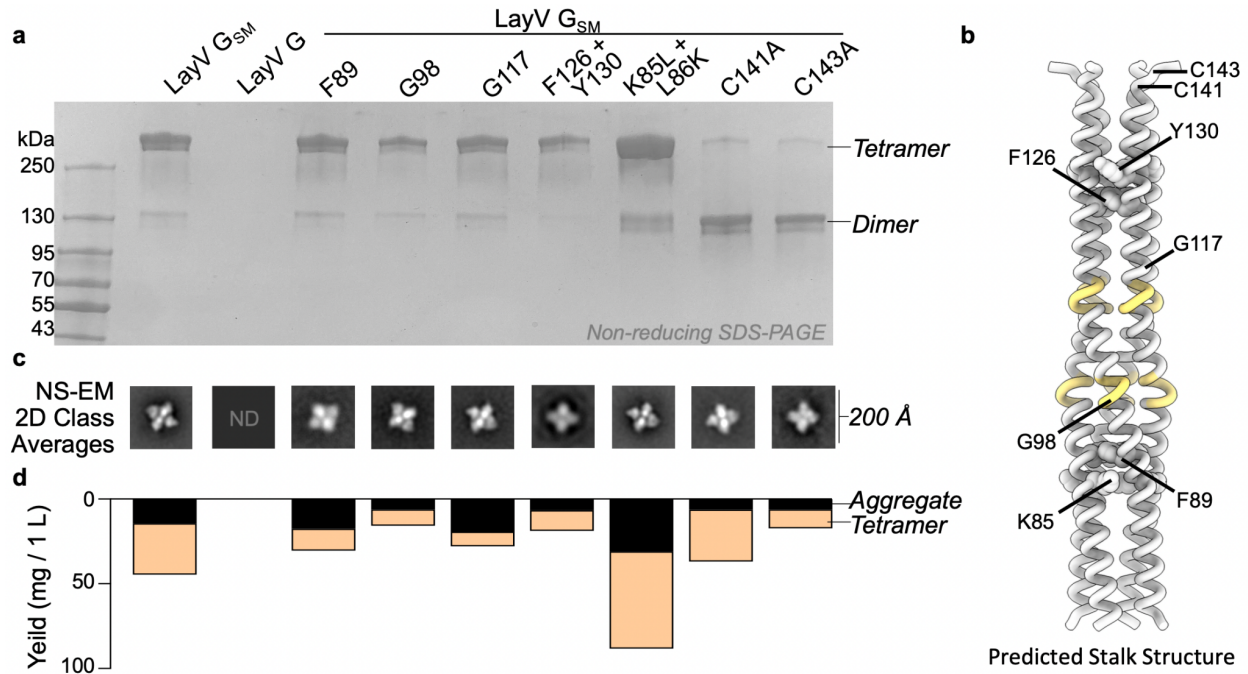 a
LayV GSM
LayV GSM
LayV G
F89
G98
G117
F126 +
Y130
K85L +
L86K
C141A
C143A
kDa
250
130
95
70
55
43
Tetramer
Dimer
Non-reducing SDS-PAGE
b
C143
C141
Y130
F126
G117
G98
F89
K85
Predicted Stalk Structure
c
NS-EM
2D Class
Averages
ND
200 Å
d
Yeild (mg / 1 L)
0
50
100
Aggregate
Tetramer